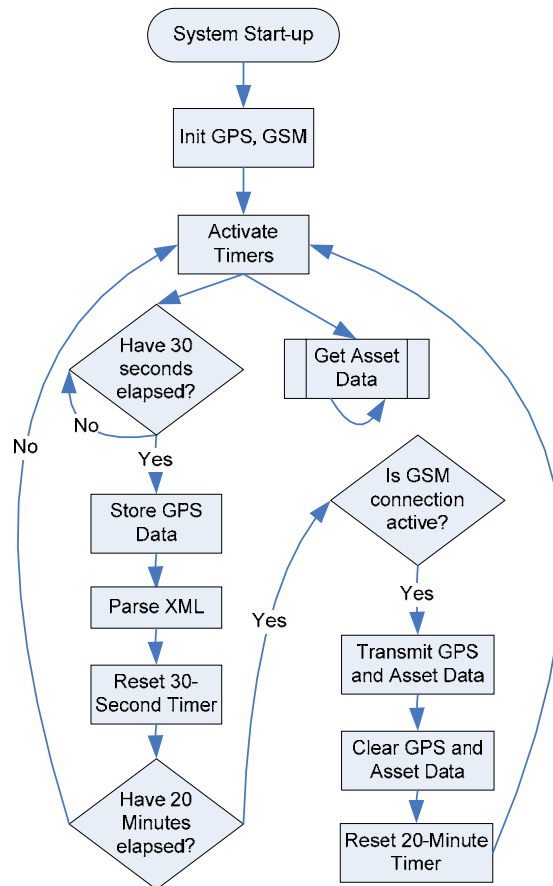 System Start-up
Init GPS, GSM
Activate
Timers
Have 30
seconds
elapsed?
No
Yes
Get Asset
Data
No
Store GPS
Data
Parse XML
Reset 30-
Second Timer
Have 20
Minutes
elapsed?
Yes
Is GSM
connection
active?
Yes
Transmit GPS
and Asset Data
Clear GPS and
Asset Data
Reset 20-Minute
Timer